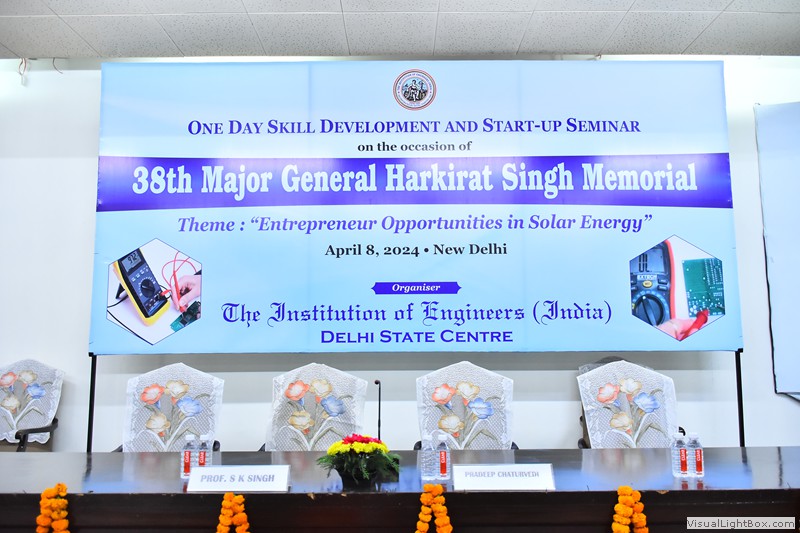 ONE DAY SKILL DEVELOPMENT AND START-UP SEMINAR
on the occasion of
38th Major General Harkirat Singh Memorial
Theme : “Entrepreneur Opportunities in Solar Energy”
April 8, 2024 • New Delhi
Organiser
The Institution of Engineers (India)
DELHI STATE CENTRE
PROF. S K SINGH
PRADEEP CHATURVEDI
VisualLightBox.com